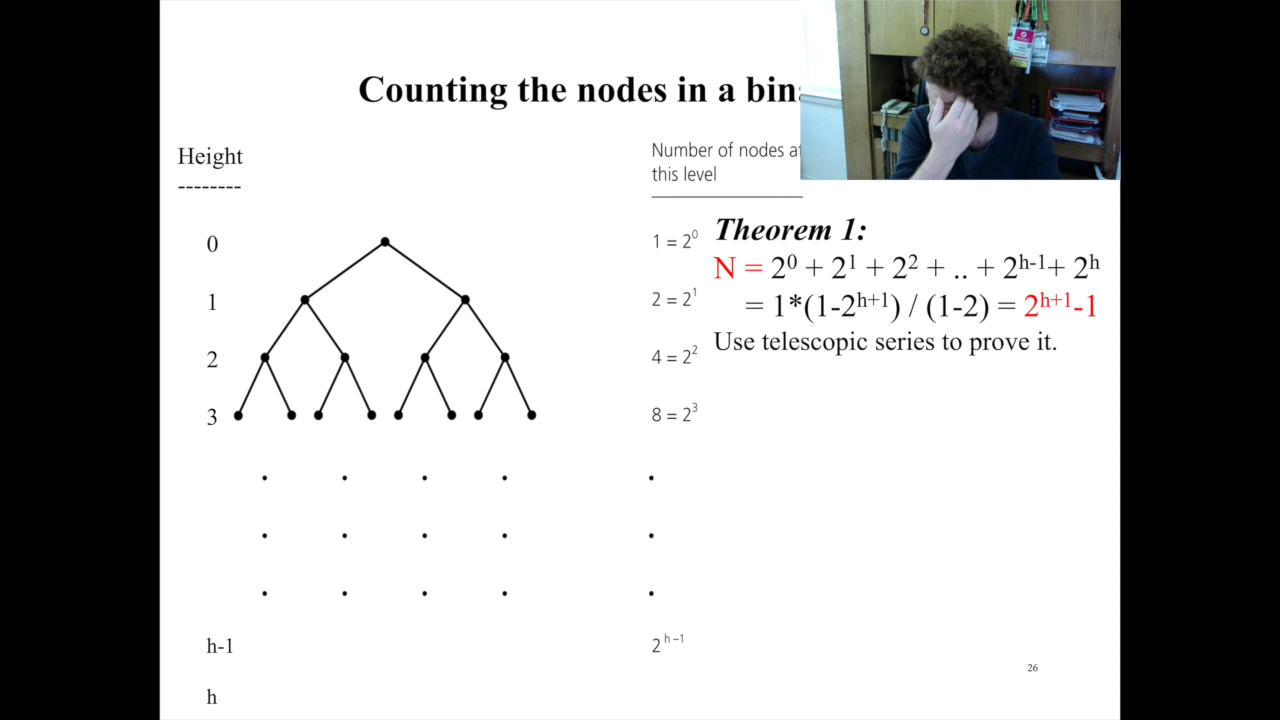 Counting the nodes in a
Height
Number of nodes
this level
--------
0
1 = 2⁰
Theorem 1:
N = 2⁰ + 2¹ + 2² + .. + 2ʰ⁻¹+ 2ʰ
1
2 = 2¹
= 1*(1-2ʰ⁺¹) / (1-2) = 2ʰ⁺¹-1
Use telescopic series to prove it.
2
4 = 2²
3
8 = 2³
h-1
2ʰ⁻¹
26
h